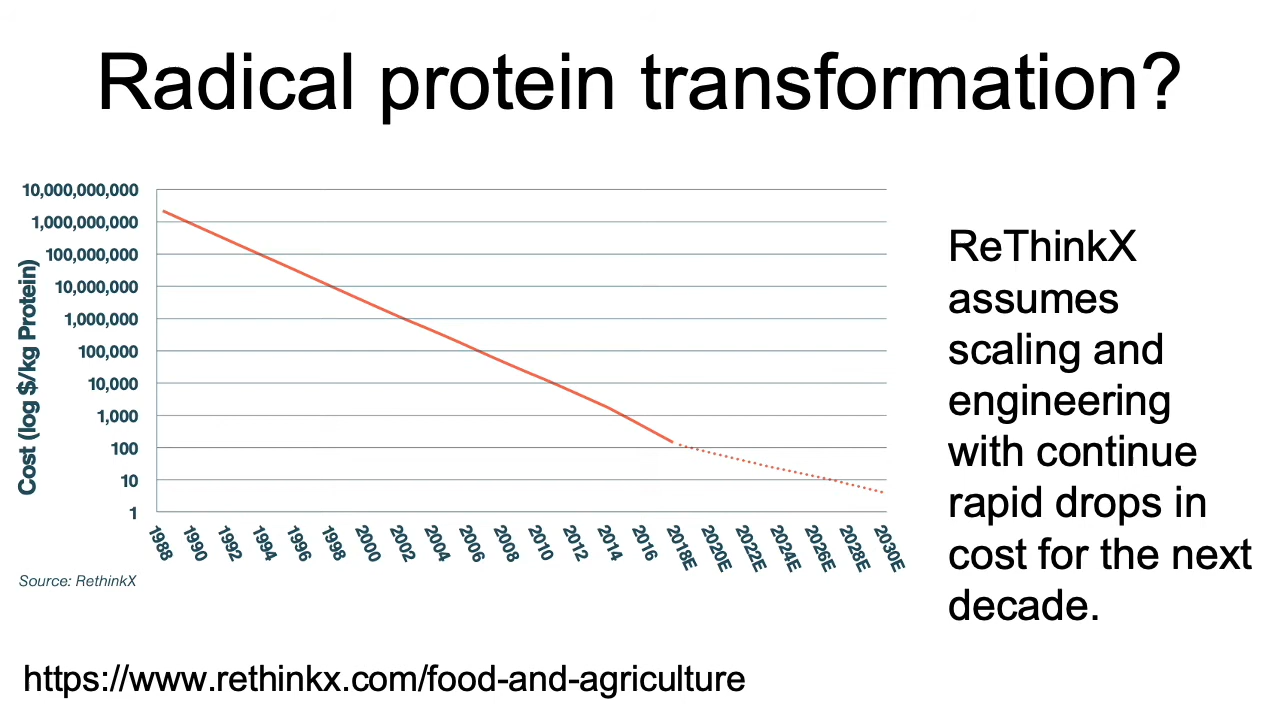 Radical protein transformation?
10,000,000,000
1,000,000,000
100,000,000
10,000,000
1,000,000
100,000
10,000
1,000
100
10
1
Cost (log $/kg Protein)
1988
1990
1992
1994
1996
1998
2000
2002
2004
2006
2008
2010
2012
2014
2016
2018E
2020E
2022E
2024E
2026E
2028E
2030E
Source: RethinkX
ReThinkX
assumes
scaling and
engineering
with continue
rapid drops in
cost for the next
decade.
https://www.rethinkx.com/food-and-agriculture